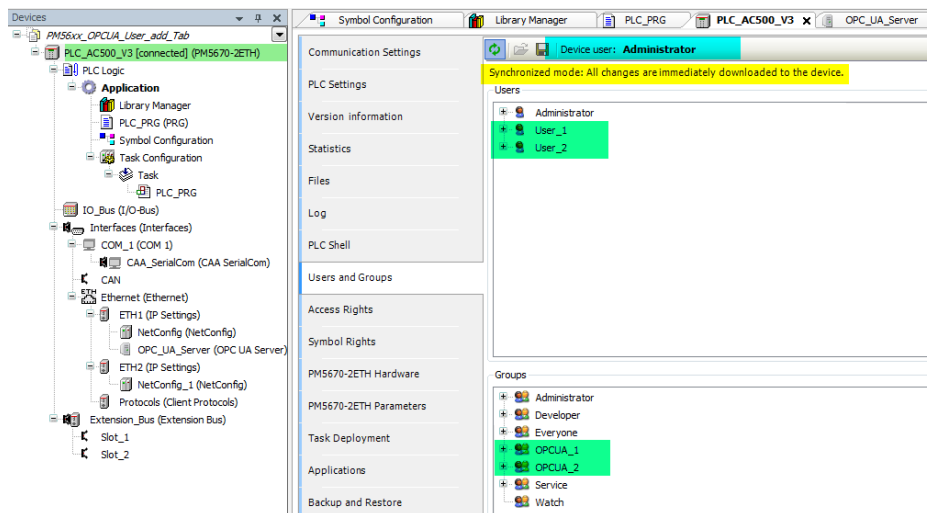 Devices
PM56xx_OPCUA_User_add_Tab
PLC_AC500_V3 [connected] (PM5670-2ETH)
PLC Logic
Application
Library Manager
PLC_PRG (PRG)
Symbol Configuration
Task Configuration
Task
PLC_PRG
IO_Bus (I/O-Bus)
Interfaces (Interfaces)
COM_1 (COM 1)
CAA_SerialCom (CAA SerialCom)
CAN
ETH
Ethernet (Ethernet)
ETH1 (IP Settings)
NetConfig (NetConfig)
OPC_UA_Server (OPC UA Server)
ETH2 (IP Settings)
NetConfig_1 (NetConfig)
Protocols (Client Protocols)
Extension_Bus (Extension Bus)
Slot_1
Slot_2
Symbol Configuration Library Manager PLC_PRG PLC_AC500_V3 OPC_UA_Server
Communication Settings
PLC Settings
Version information
Statistics
Files
Log
PLC Shell
Users and Groups
Access Rights
Symbol Rights
PM5670-2ETH Hardware
PM5670-2ETH Parameters
Task Deployment
Applications
Backup and Restore
Device user: Administrator
Synchronized mode: All changes are immediately downloaded to the device.
Users
Administrator
User_1
User_2
Groups
Administrator
Developer
Everyone
OPCUA_1
OPCUA_2
Service
Watch